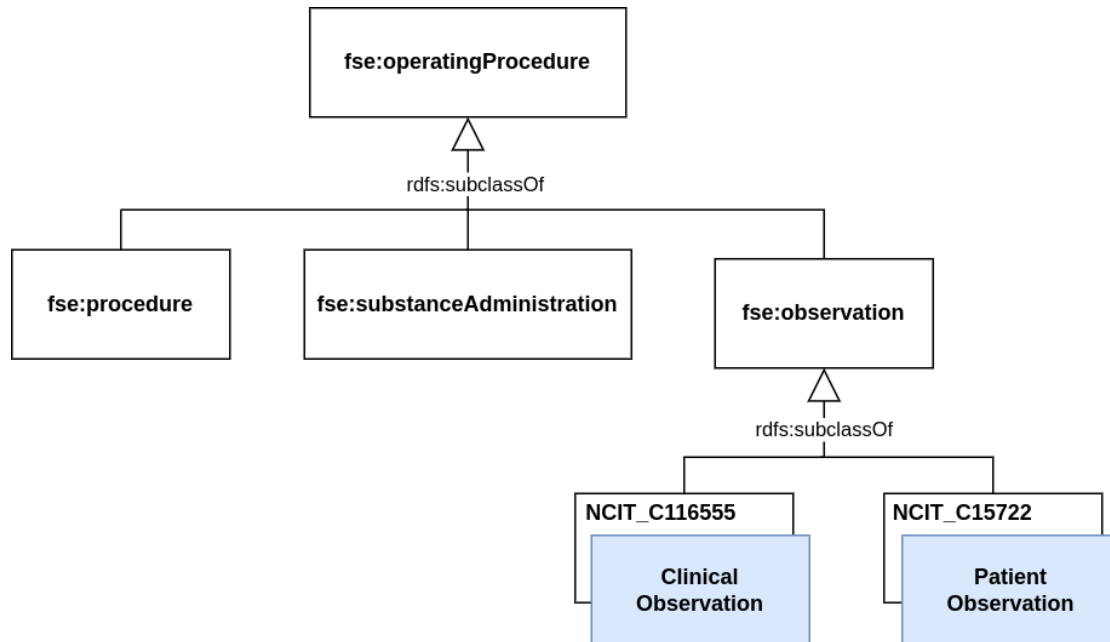 fse:operatingProcedure
rdfs:subclassOf
fse:procedure
fse:substanceAdministration
fse:observation
rdfs:subclassOf
NCIT_C116555
Clinical
Observation
NCIT_C15722
Patient
Observation